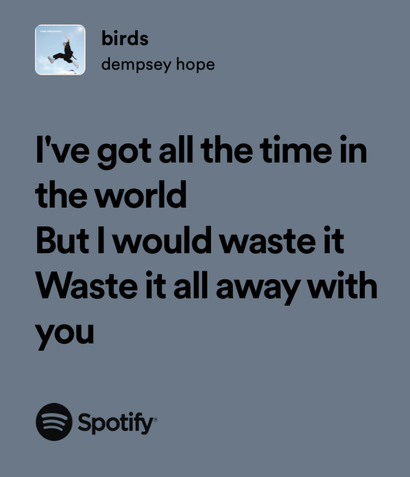 birds
dempsey hope
I've got all the time in
the world
But I would waste it
Waste it all away with
you
Spotify